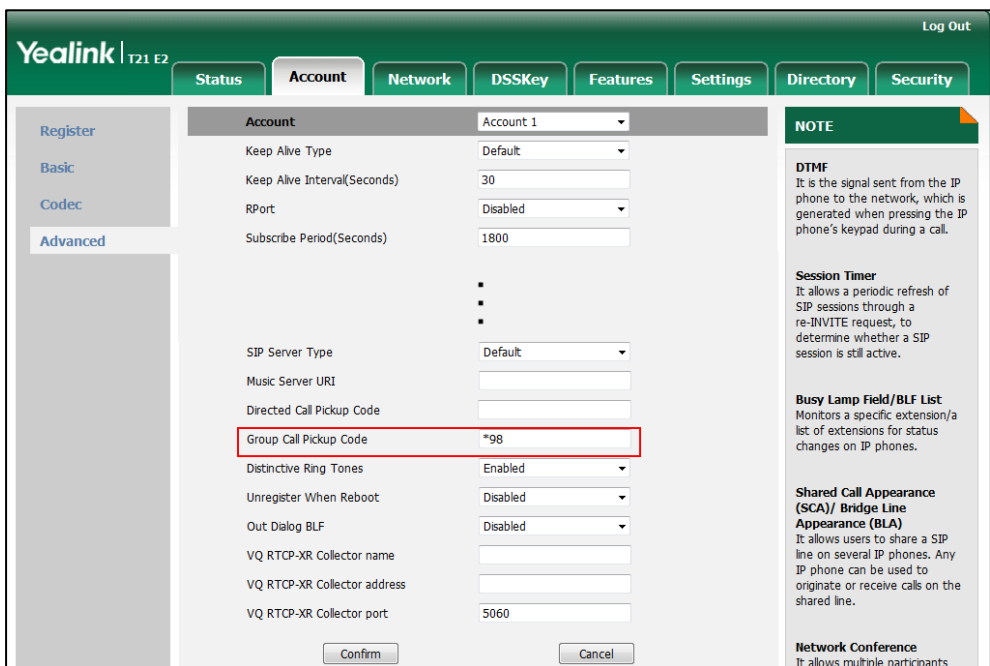 Log Out
Yealink T21 E2
Status Account Network DSSKey Features Settings Directory Security
Register
Basic
Codec
Advanced
Account Account 1
Keep Alive Type Default
Keep Alive Interval(Seconds) 30
RPort Disabled
Subscribe Period(Seconds) 1800
SIP Server Type Default
Music Server URI
Directed Call Pickup Code
Group Call Pickup Code *98
Distinctive Ring Tones Enabled
Unregister When Reboot Disabled
Out Dialog BLF Disabled
VQ RTCP-XR Collector name
VQ RTCP-XR Collector address
VQ RTCP-XR Collector port 5060
Confirm Cancel
NOTE
DTMF
It is the signal sent from the IP
phone to the network, which is
generated when pressing the IP
phone's keypad during a call.
Session Timer
It allows a periodic refresh of
SIP sessions through a
re-INVITE request, to
determine whether a SIP
session is still active.
Busy Lamp Field/BLF List
Monitors a specific extension/a
list of extensions for status
changes on IP phones.
Shared Call Appearance
(SCA)/ Bridge Line
Appearance (BLA)
It allows users to share a SIP
line on several IP phones. Any
IP phone can be used to
originate or receive calls on the
shared line.
Network Conference
It allows multiple participants